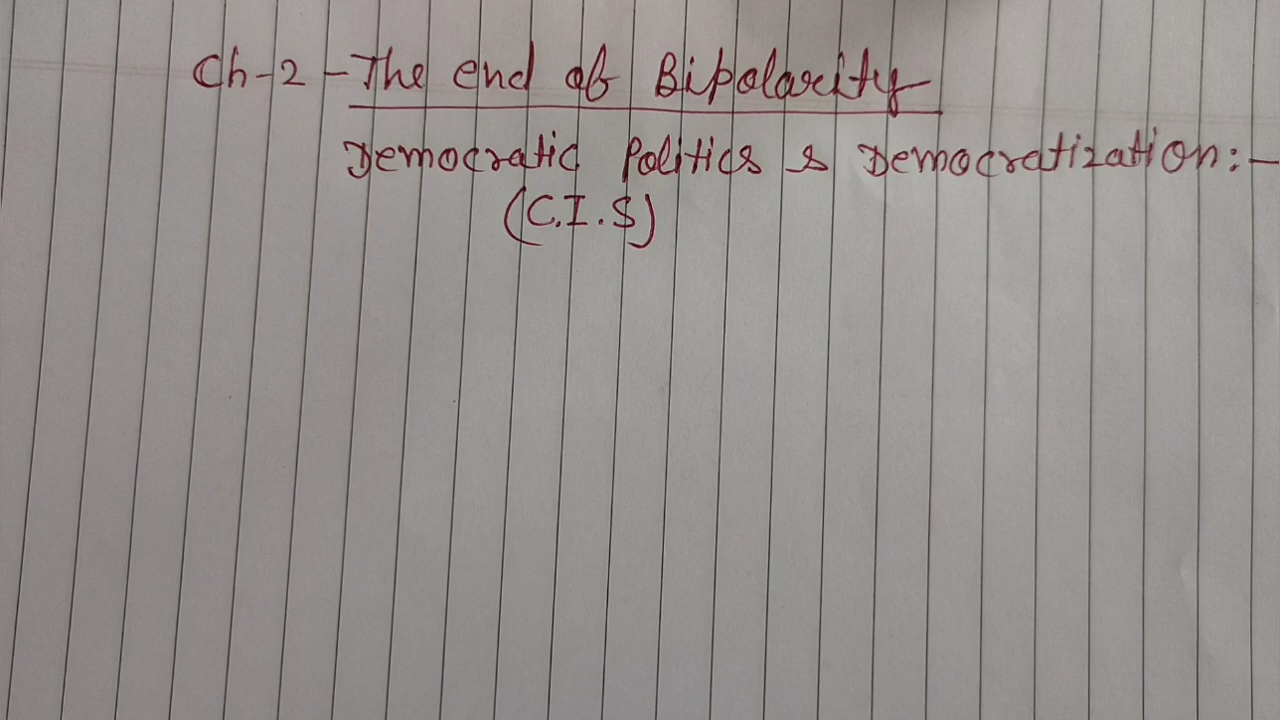 Ch-2 - The end of Bipolarity
Democratic Politics & Democratization:-
(C.I.S)